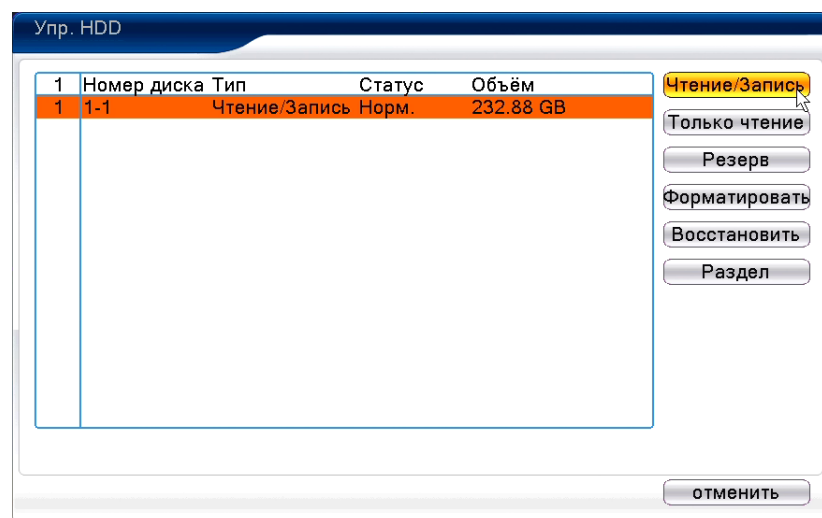 Упр. HDD
1 Номер диска Тип Статус Объём
1 1-1 Чтение/Запись Норм. 232.88 GB
Чтение/Запись
Только чтение
Резерв
Форматировать
Восстановить
Раздел
отменить